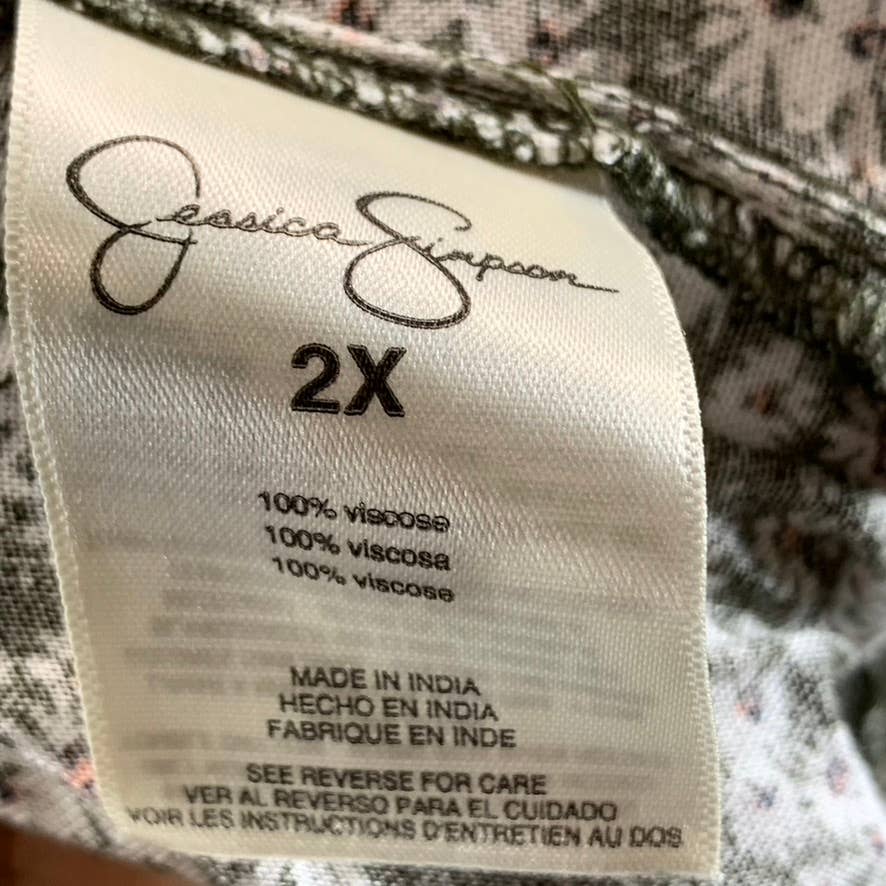 Jessica Simpson
2X
100% viscose
100% viscosa
100% viscose
MADE IN INDIA
HECHO EN INDIA
FABRIQUE EN INDE
SEE REVERSE FOR CARE
VER AL REVERSO PARA EL CUIDADO
VOIR LES INSTRUCTIONS D'ENTRETIEN AU DOS